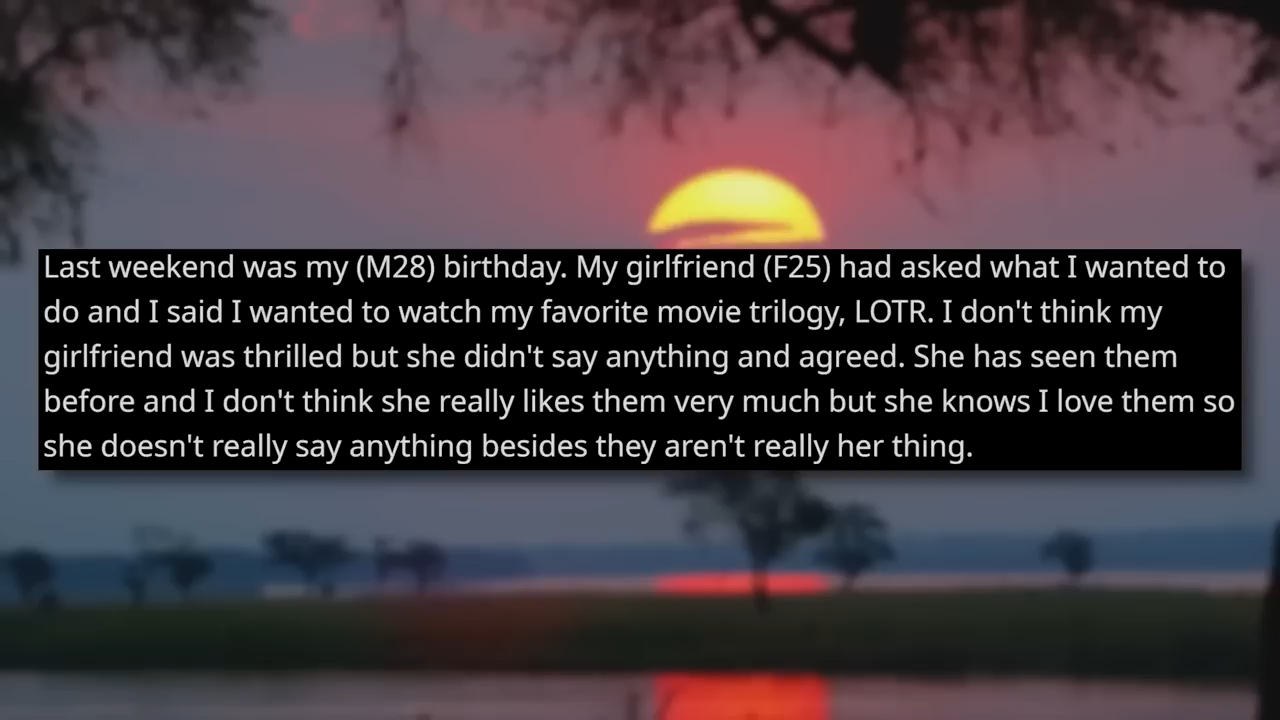 Last weekend was my (M28) birthday. My girlfriend (F25) had asked what I wanted to
do and I said I wanted to watch my favorite movie trilogy, LOTR. I don't think my
girlfriend was thrilled but she didn't say anything and agreed. She has seen them
before and I don't think she really likes them very much but she knows I love them so
she doesn't really say anything besides they aren't really her thing.